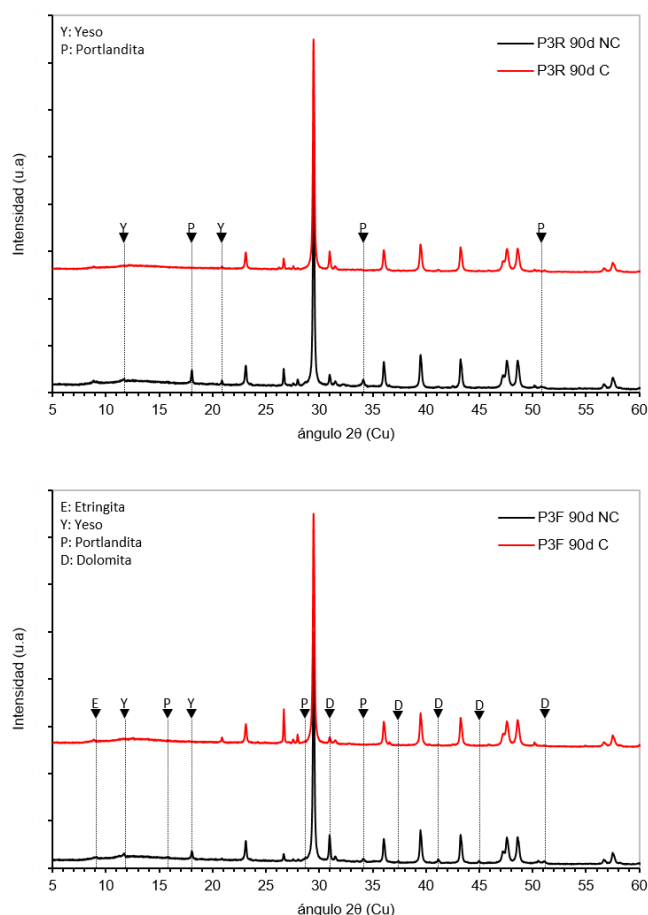 Y: Yeso
P: Portlandita
P3R 90d NC
P3R 90d C
Intensidad (u.a)
Y P Y P P
5 10 15 20 25 30 35 40 45 50 55 60
ángulo 2θ (Cu)
E: Etringita
Y: Yeso
P: Portlandita
D: Dolomita
P3F 90d NC
P3F 90d C
Intensidad (u.a)
E Y P Y P D P D D D D
5 10 15 20 25 30 35 40 45 50 55 60
ángulo 2θ (Cu)